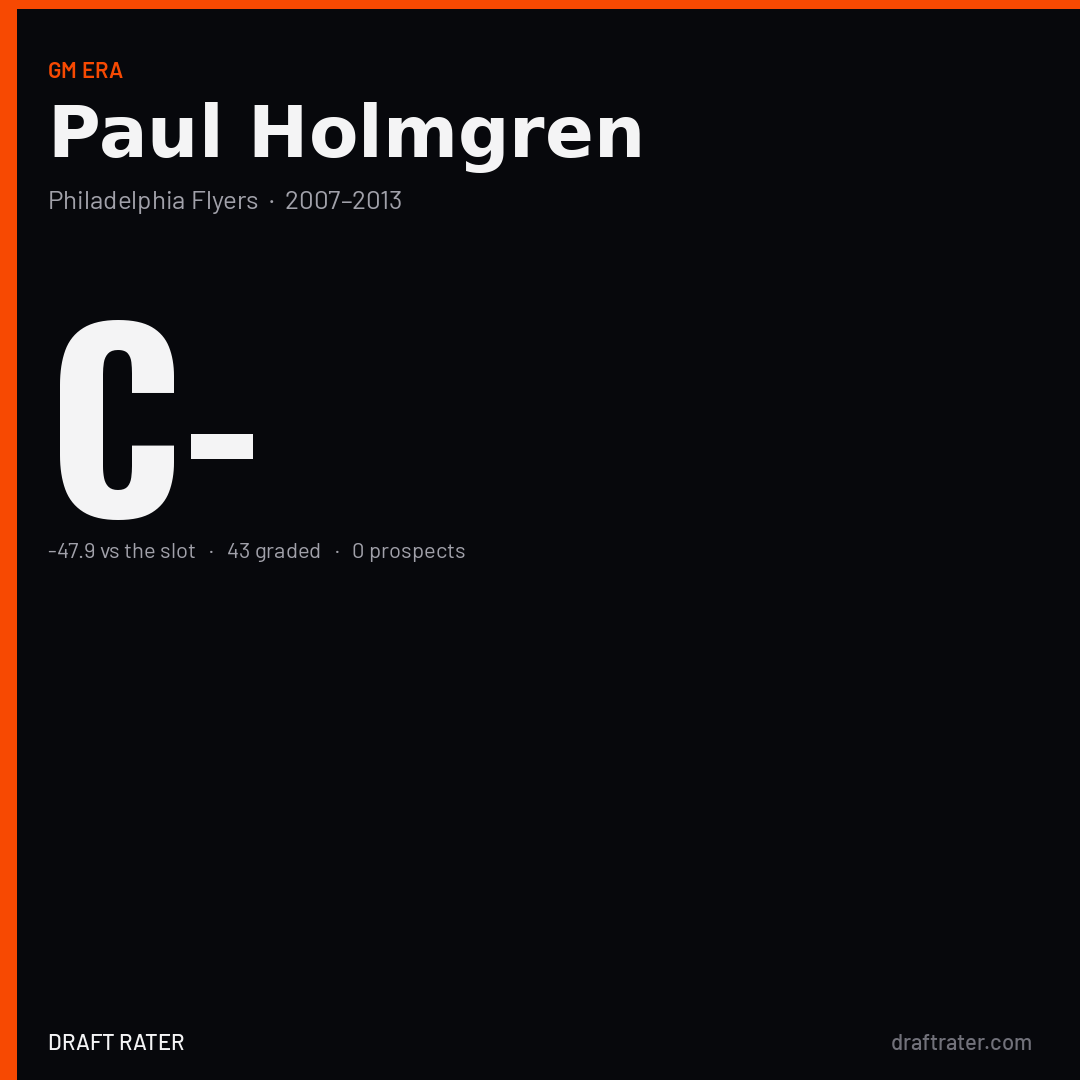 GM ERA
Paul Holmgren
Philadelphia Flyers · 2007–2013
C-
-47.9 vs the slot · 43 graded · 0 prospects
DRAFT RATER
draftrater.com